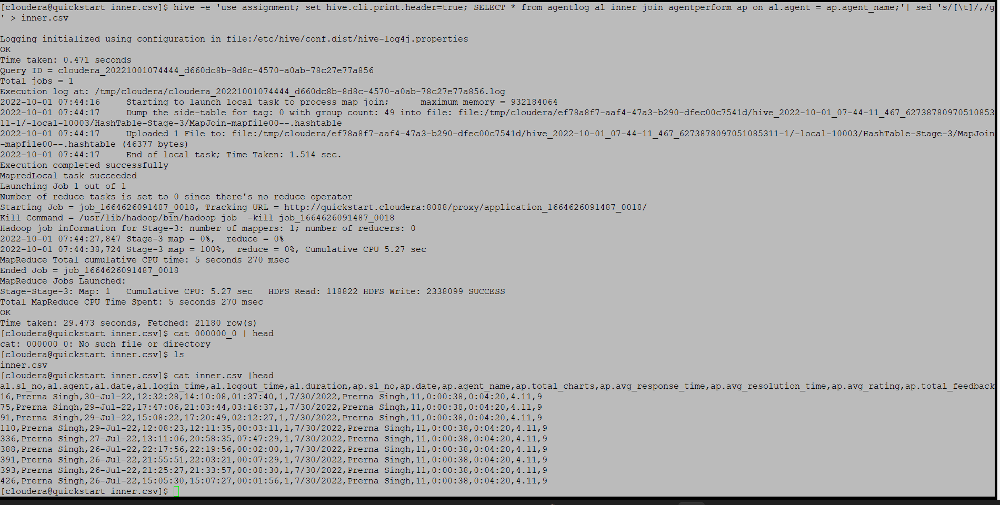 [cloudera@quickstart inner.csv]$ hive -e 'use assignment; set hive.cli.print.header=true; SELECT * from agentlog al inner join agentperform ap on al.agent = ap.agent_name;'| sed 's/[\t]/,/g
' > inner.csv
Logging initialized using configuration in file:/etc/hive/conf.dist/hive-log4j.properties
OK
Time taken: 0.471 seconds
Query ID = cloudera_20221001074444_d660dc8b-8d8c-4570-a0ab-78c27e77a856
Total jobs = 1
Execution log at: /tmp/cloudera/cloudera_20221001074444_d660dc8b-8d8c-4570-a0ab-78c27e77a856.log
2022-10-01 07:44:16     Starting to launch local task to process map join;      maximum memory = 932184064
2022-10-01 07:44:17     Dump the side-table for tag: 0 with group count: 49 into file: file:/tmp/cloudera/ef78a8f7-aaf4-47a3-b290-dfec00c7541d/hive_2022-10-01_07-44-11_467_62738780970510853
11-1/-local-10003/HashTable-Stage-3/MapJoin-mapfile00--.hashtable
2022-10-01 07:44:17     Uploaded 1 File to: file:/tmp/cloudera/ef78a8f7-aaf4-47a3-b290-dfec00c7541d/hive_2022-10-01_07-44-11_467_6273878097051085311-1/-local-10003/HashTable-Stage-3/MapJoin
-mapfile00--.hashtable (46377 bytes)
2022-10-01 07:44:17     End of local task; Time Taken: 1.514 sec.
Execution completed successfully
MapredLocal task succeeded
Launching Job 1 out of 1
Number of reduce tasks is set to 0 since there's no reduce operator
Starting Job = job_1664626091487_0018, Tracking URL = http://quickstart.cloudera:8088/proxy/application_1664626091487_0018/
Kill Command = /usr/lib/hadoop/bin/hadoop job  -kill job_1664626091487_0018
Hadoop job information for Stage-3: number of mappers: 1; number of reducers: 0
2022-10-01 07:44:27,847 Stage-3 map = 0%,  reduce = 0%
2022-10-01 07:44:38,724 Stage-3 map = 100%,  reduce = 0%, Cumulative CPU 5.27 sec
MapReduce Total cumulative CPU time: 5 seconds 270 msec
Ended Job = job_1664626091487_0018
MapReduce Jobs Launched:
Stage-Stage-3: Map: 1   Cumulative CPU: 5.27 sec   HDFS Read: 118822 HDFS Write: 2338099 SUCCESS
Total MapReduce CPU Time Spent: 5 seconds 270 msec
OK
Time taken: 29.473 seconds, Fetched: 21180 row(s)
[cloudera@quickstart inner.csv]$ cat 000000_0 | head
cat: 000000_0: No such file or directory
[cloudera@quickstart inner.csv]$ ls
inner.csv
[cloudera@quickstart inner.csv]$ cat inner.csv |head
al.sl_no,al.agent,al.date,al.login_time,al.logout_time,al.duration,ap.sl_no,ap.date,ap.agent_name,ap.total_charts,ap.avg_response_time,ap.avg_resolution_time,ap.avg_rating,ap.total_feedback
16,Prerna Singh,30-Jul-22,12:32:28,14:10:08,01:37:40,1,7/30/2022,Prerna Singh,11,0:00:38,0:04:20,4.11,9
75,Prerna Singh,29-Jul-22,17:47:06,21:03:44,03:16:37,1,7/30/2022,Prerna Singh,11,0:00:38,0:04:20,4.11,9
91,Prerna Singh,29-Jul-22,15:08:22,17:20:49,02:12:27,1,7/30/2022,Prerna Singh,11,0:00:38,0:04:20,4.11,9
110,Prerna Singh,29-Jul-22,12:08:23,12:11:35,00:03:11,1,7/30/2022,Prerna Singh,11,0:00:38,0:04:20,4.11,9
336,Prerna Singh,27-Jul-22,13:11:06,20:58:35,07:47:29,1,7/30/2022,Prerna Singh,11,0:00:38,0:04:20,4.11,9
388,Prerna Singh,26-Jul-22,22:17:56,22:19:56,00:02:00,1,7/30/2022,Prerna Singh,11,0:00:38,0:04:20,4.11,9
391,Prerna Singh,26-Jul-22,21:55:51,22:03:21,00:07:29,1,7/30/2022,Prerna Singh,11,0:00:38,0:04:20,4.11,9
393,Prerna Singh,26-Jul-22,21:25:27,21:33:57,00:08:30,1,7/30/2022,Prerna Singh,11,0:00:38,0:04:20,4.11,9
426,Prerna Singh,26-Jul-22,15:05:30,15:07:27,00:01:56,1,7/30/2022,Prerna Singh,11,0:00:38,0:04:20,4.11,9
[cloudera@quickstart inner.csv]$